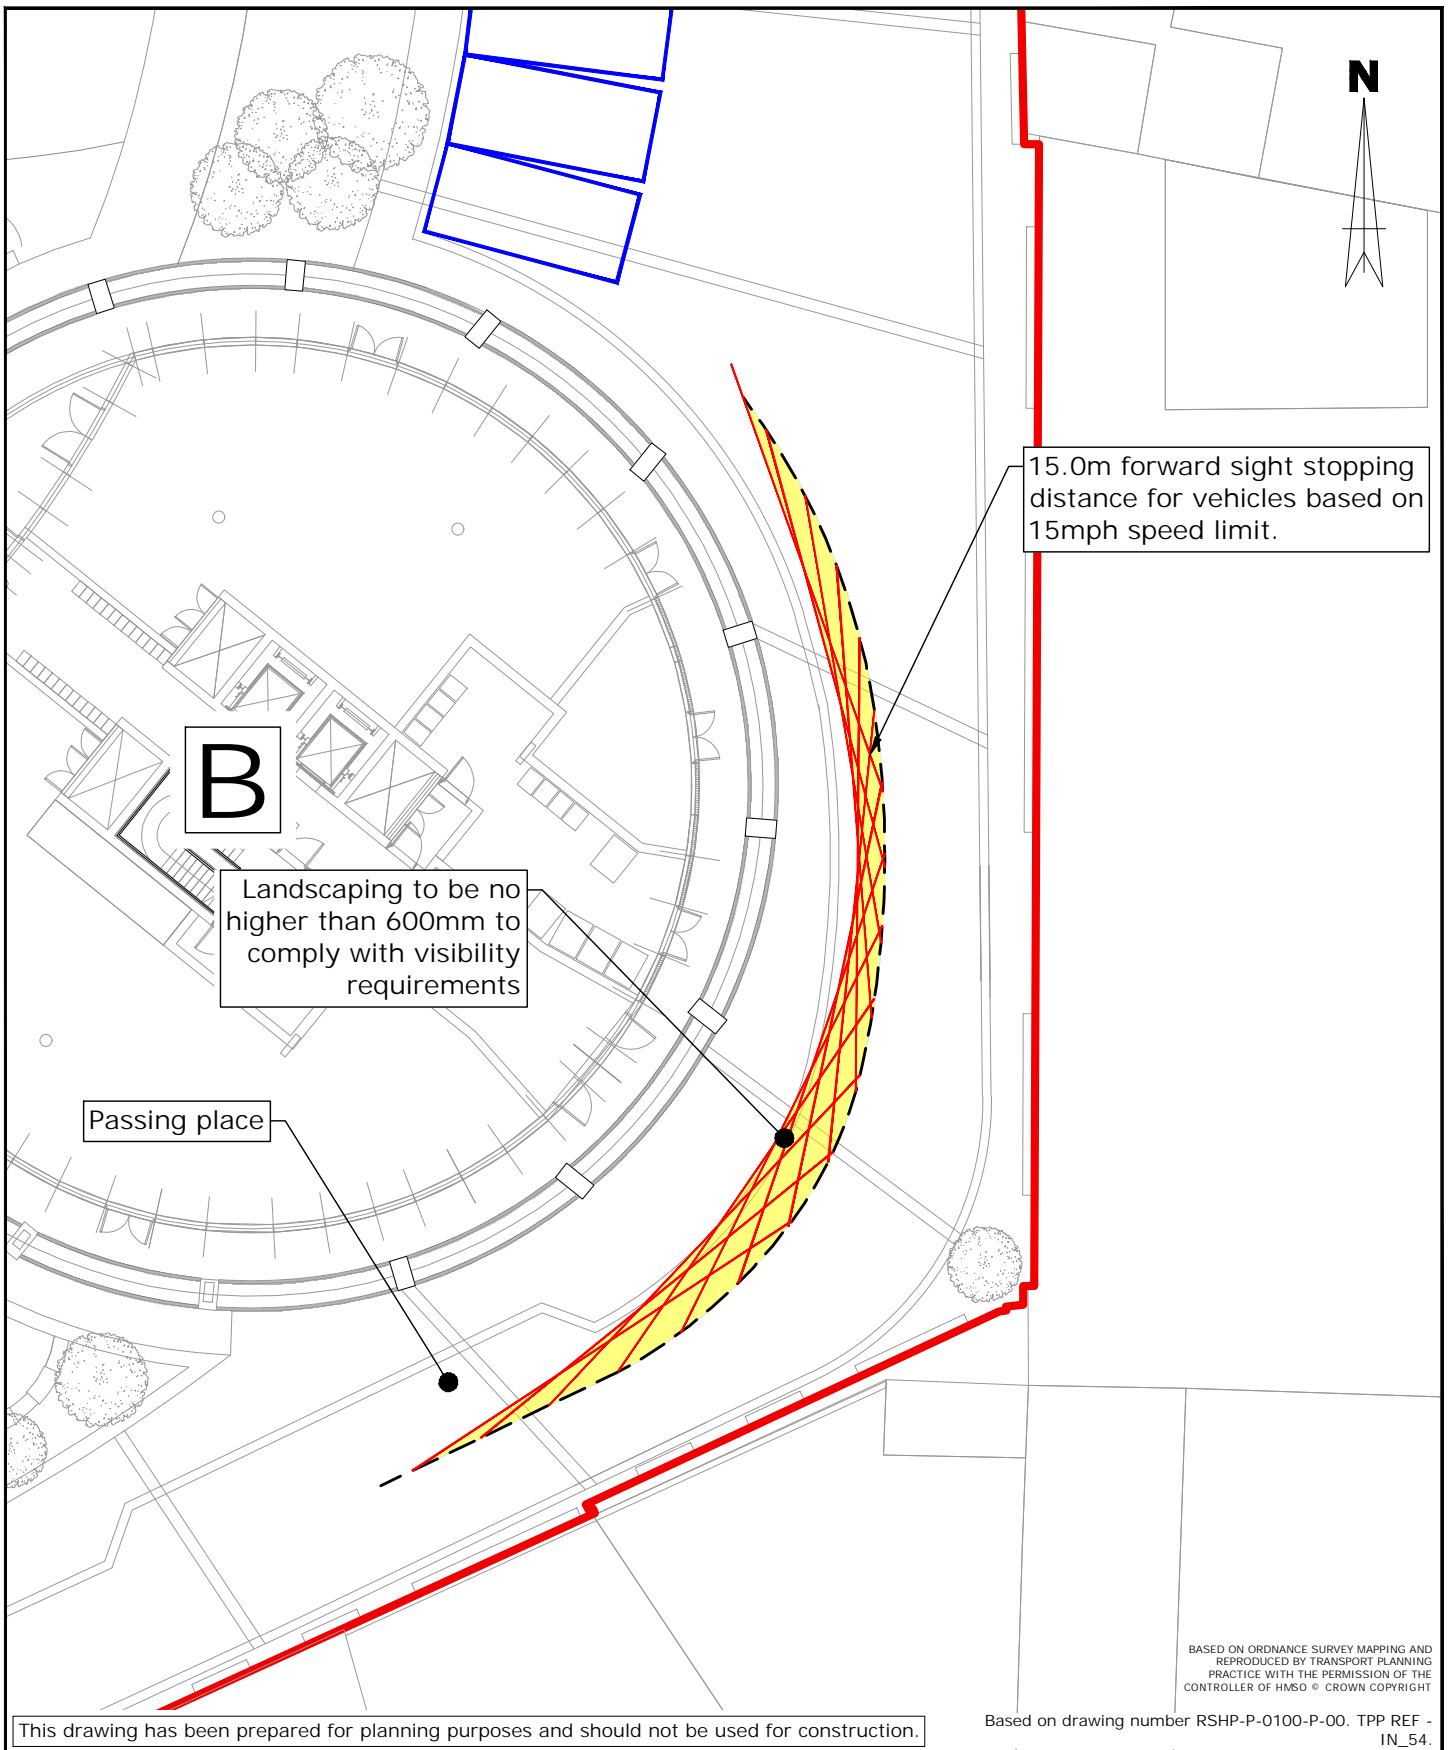 N
15.0m forward sight stopping
distance for vehicles based on
15mph speed limit.
B
Landscaping to be no
higher than 600mm to
comply with visibility
requirements
Passing place
BASED ON ORDNANCE SURVEY MAPPING AND
REPRODUCED BY TRANSPORT PLANNING
PRACTICE WITH THE PERMISSION OF THE
CONTROLLER OF HMSO © CROWN COPYRIGHT
This drawing has been prepared for planning purposes and should not be used for construction.
Based on drawing number RSHP-P-0100-P-00. TPP REF -
IN_54.